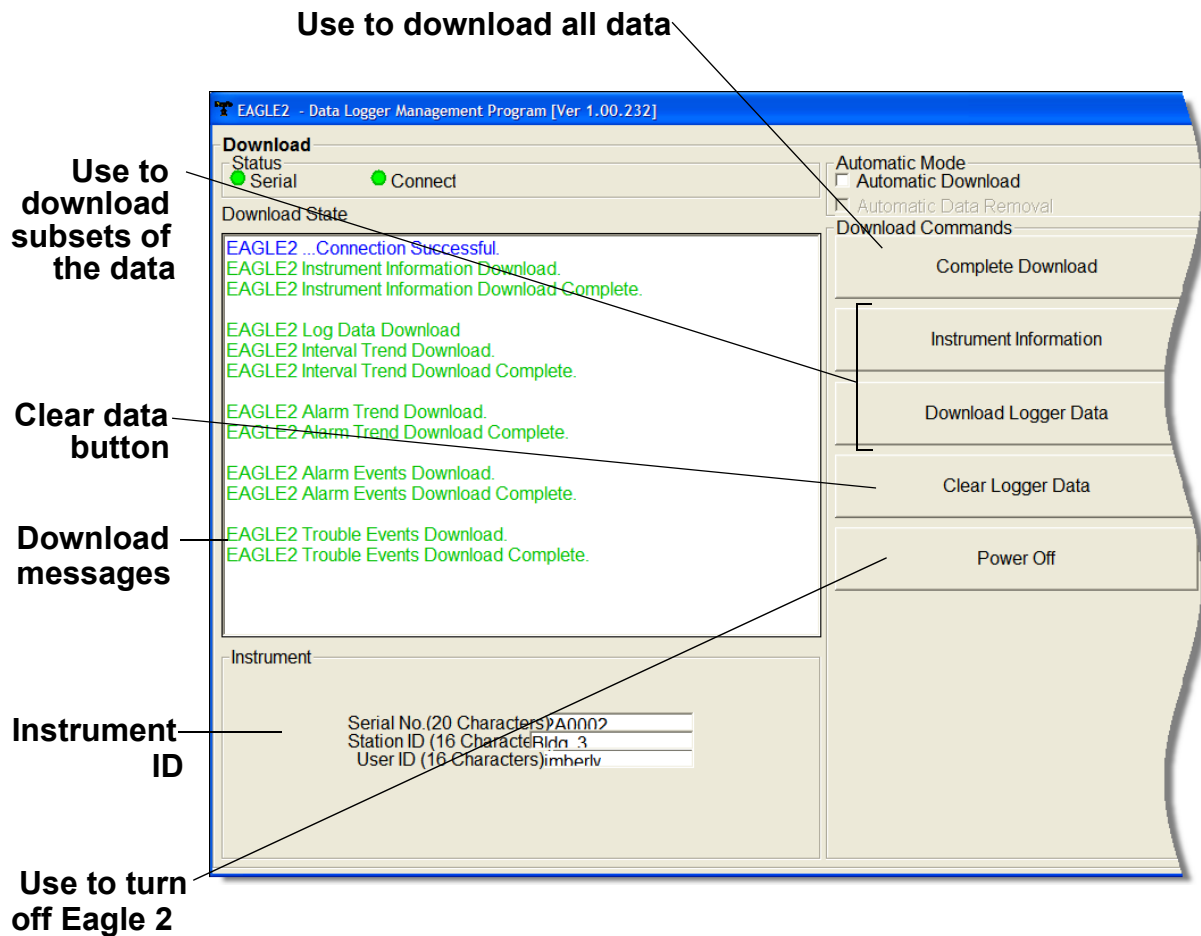 Use to download all data
EAGLE2 - Data Logger Management Program [Ver 1.00.232]
Download
Status
Serial
Connect
Automatic Mode
Automatic Download
Automatic Data Removal
Use to
download
subsets of
the data
Download State
Download Commands
EAGLE2 ...Connection Successful.
EAGLE2 Instrument Information Download.
EAGLE2 Instrument Information Download Complete.
EAGLE2 Log Data Download
EAGLE2 Interval Trend Download.
EAGLE2 Interval Trend Download Complete.
EAGLE2 Alarm Trend Download.
EAGLE2 Alarm Trend Download Complete.
EAGLE2 Alarm Events Download.
EAGLE2 Alarm Events Download Complete.
EAGLE2 Trouble Events Download.
EAGLE2 Trouble Events Download Complete.
Complete Download
Instrument Information
Download Logger Data
Clear Logger Data
Power Off
Clear data
button
Download
messages
Instrument
Serial No.(20 Characters) 2A0002
Station ID (16 Characte Bldg. 3
User ID (16 Characters) imberly
Instrument
ID
Use to turn
off Eagle 2